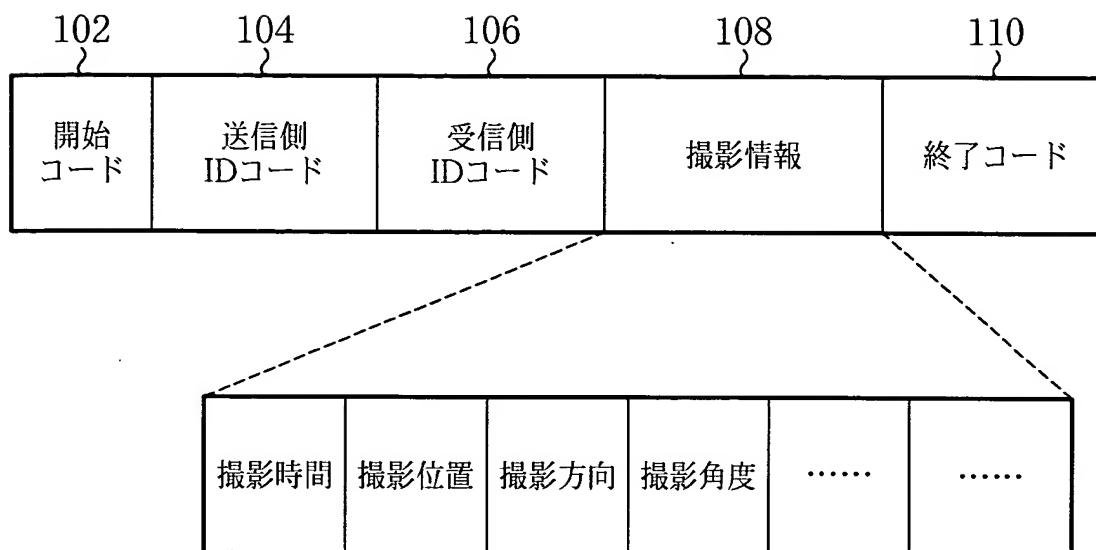 102 104 106 108 110
開始
コード
送信側
IDコード
受信側
IDコード
撮影情報
終了コード
撮影時間 撮影位置 撮影方向 撮影角度 …… ……